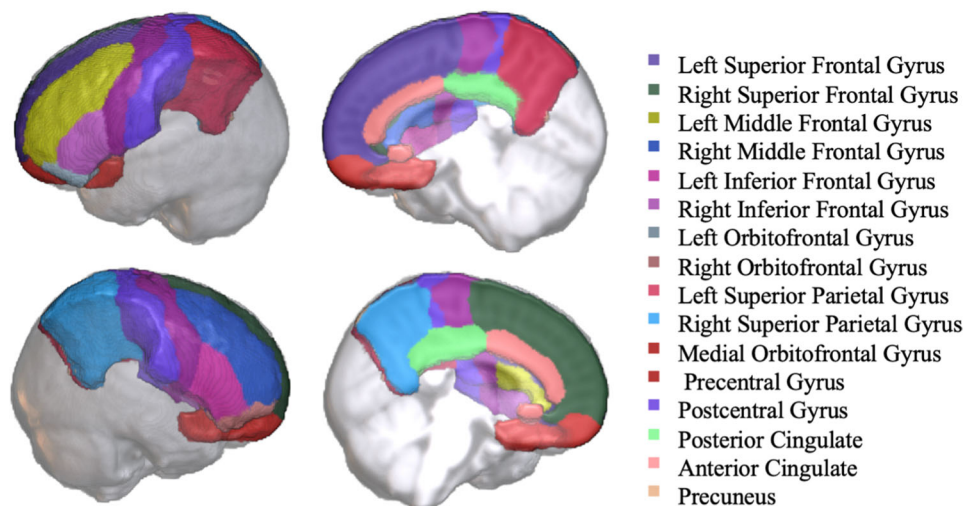 Left Superior Frontal Gyrus
Right Superior Frontal Gyrus
Left Middle Frontal Gyrus
Right Middle Frontal Gyrus
Left Inferior Frontal Gyrus
Right Inferior Frontal Gyrus
Left Orbitofrontal Gyrus
Right Orbitofrontal Gyrus
Left Superior Parietal Gyrus
Right Superior Parietal Gyrus
Medial Orbitofrontal Gyrus
Precentral Gyrus
Postcentral Gyrus
Posterior Cingulate
Anterior Cingulate
Precuneus